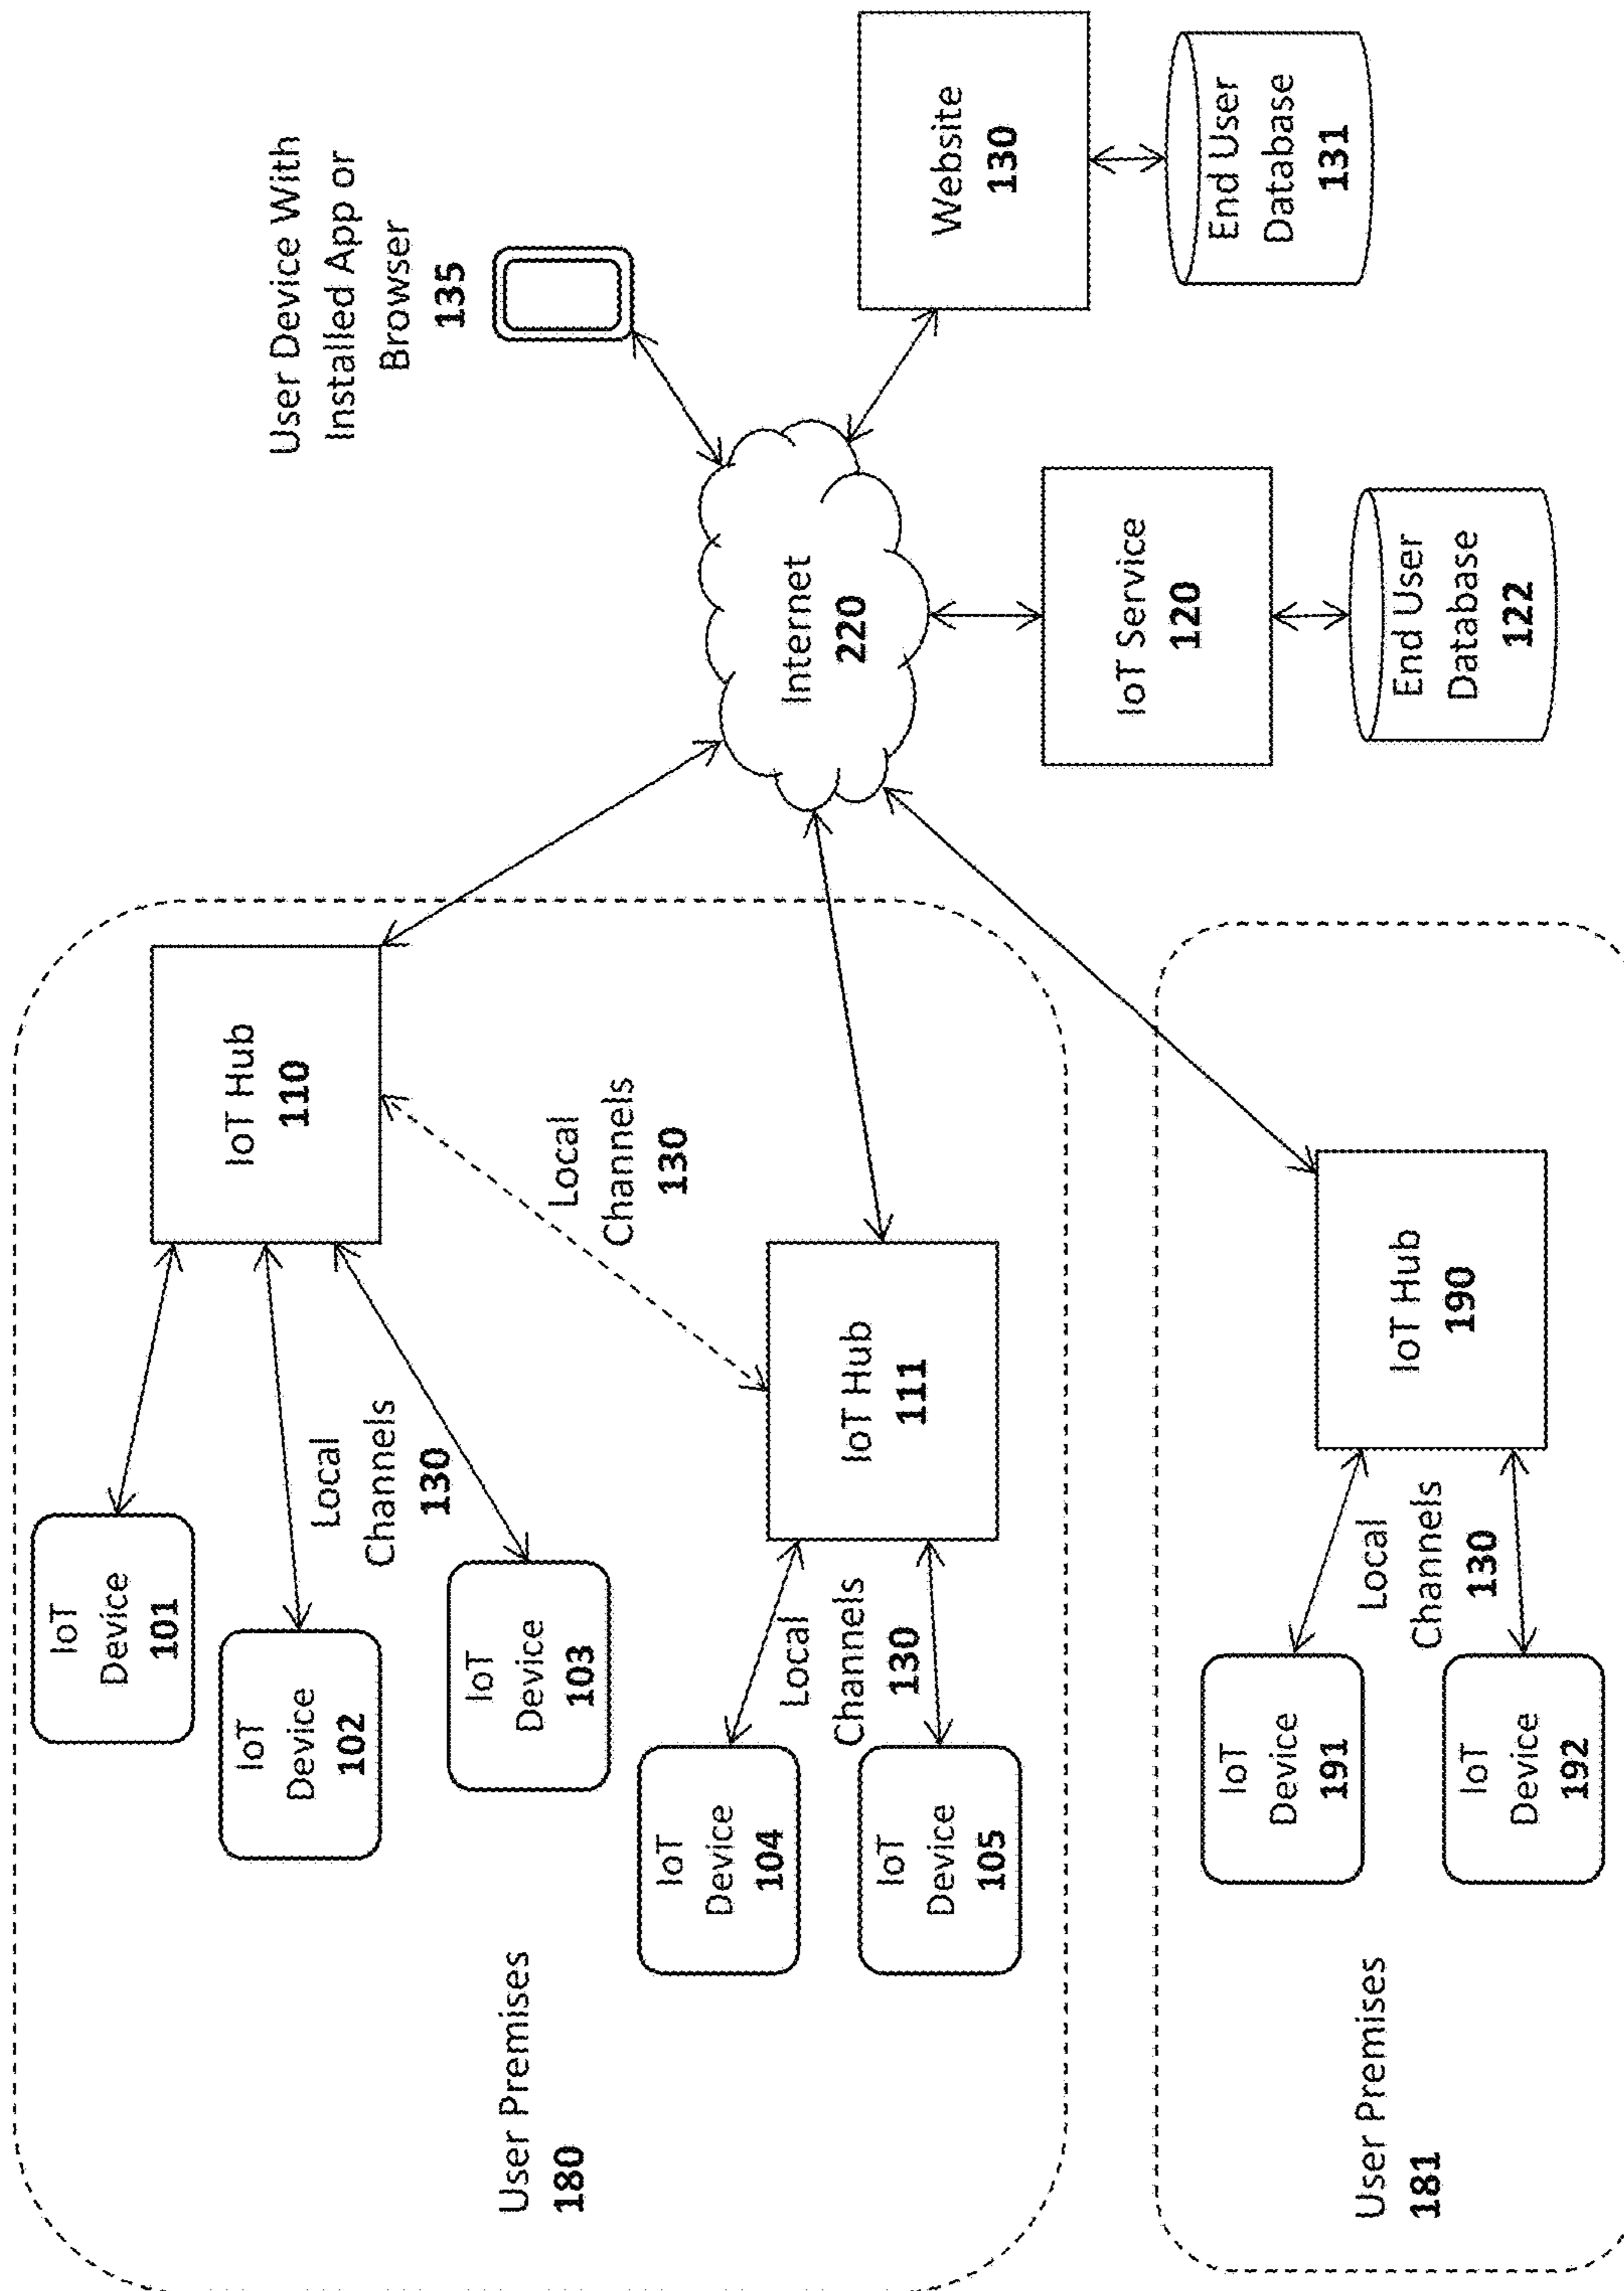 User Premises
180
IoT
Device
101
IoT
Device
102
IoT
Device
103
Local
Channels
130
IoT Hub
110
IoT
Device
104
IoT
Device
105
Local
Channels
130
IoT Hub
111
Local
Channels
130
User Premises
181
IoT
Device
191
IoT
Device
192
Local
Channels
130
IoT Hub
190
Internet
220
User Device With
Installed App or
Browser
135
IoT Service
120
End User
Database
122
Website
130
End User
Database
131